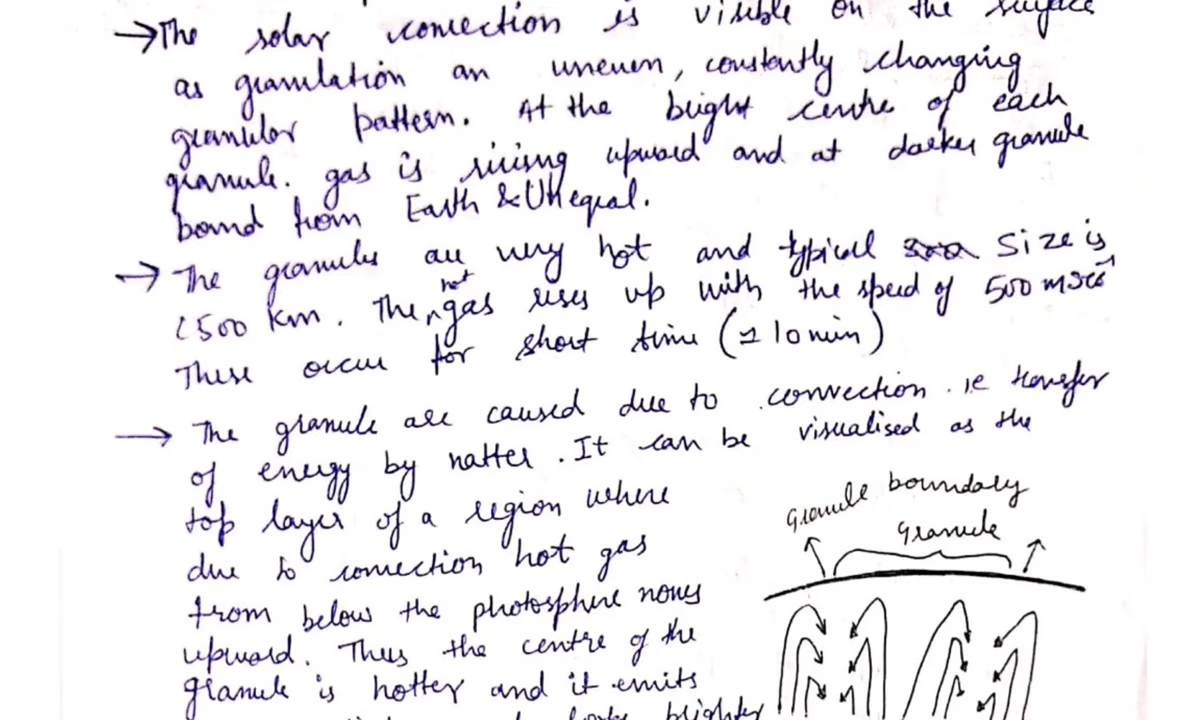 → The solar convection is visible on the surface
as granulation an uneven, constantly changing
granular pattern. At the bright centre of each
granule. gas is rising upward and at darker granule
bond from Earth & unequal.
→ The granules are very hot and typical size is
1500 km. The hot gas rises up with the speed of 500 msec⁻¹
These occur for short time (≃ 10 min)
→ The granule are caused due to convection. ie transfer
of energy by matter. It can be visualised as the
top layer of a region where
due to convection hot gas
from below the photosphere moves
upward. Thus the centre of the
granule is hotter and it emits
brighter
Granule boundary
Granule